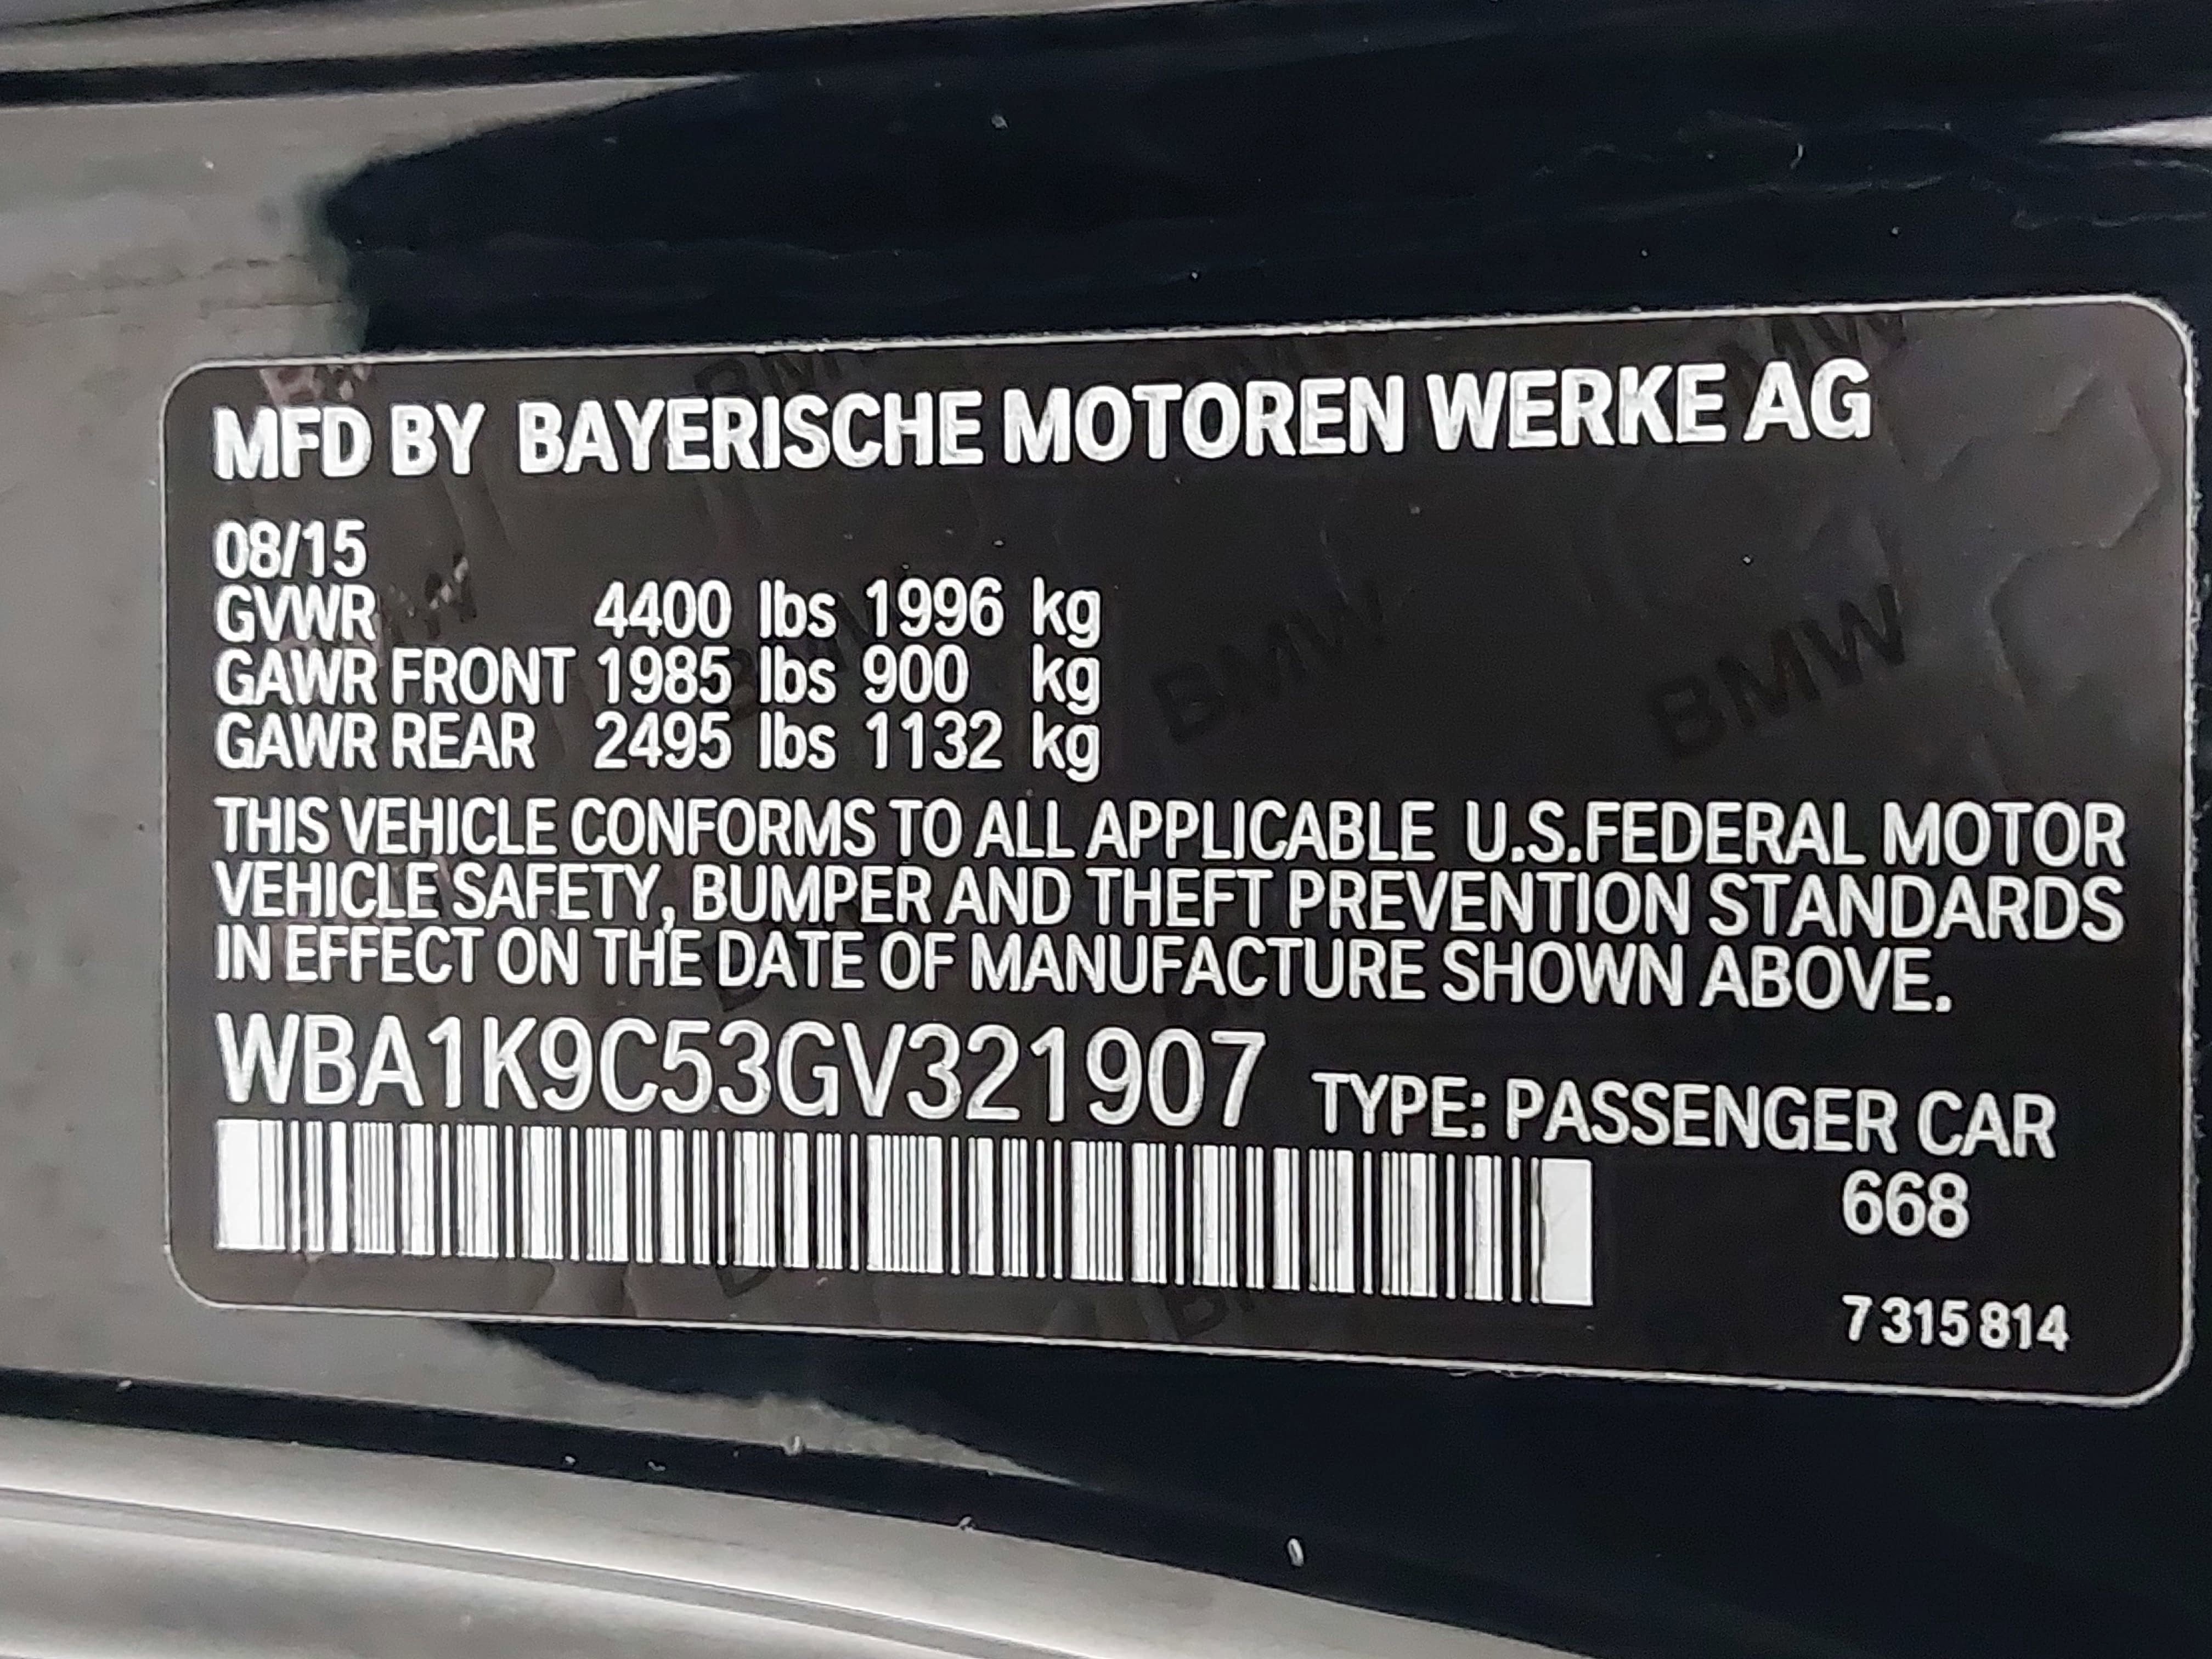 MFD BY BAYERISCHE MOTOREN WERKE AG
08/15
GVWR 4400 lbs 1996 kg
GAWR FRONT 1985 lbs 900 kg
GAWR REAR 2495 lbs 1132 kg
THIS VEHICLE CONFORMS TO ALL APPLICABLE U.S.FEDERAL MOTOR
VEHICLE SAFETY, BUMPER AND THEFT PREVENTION STANDARDS
IN EFFECT ON THE DATE OF MANUFACTURE SHOWN ABOVE.
WBA1K9C53GV321907 TYPE: PASSENGER CAR
668
7 315 814
BMW
BMW